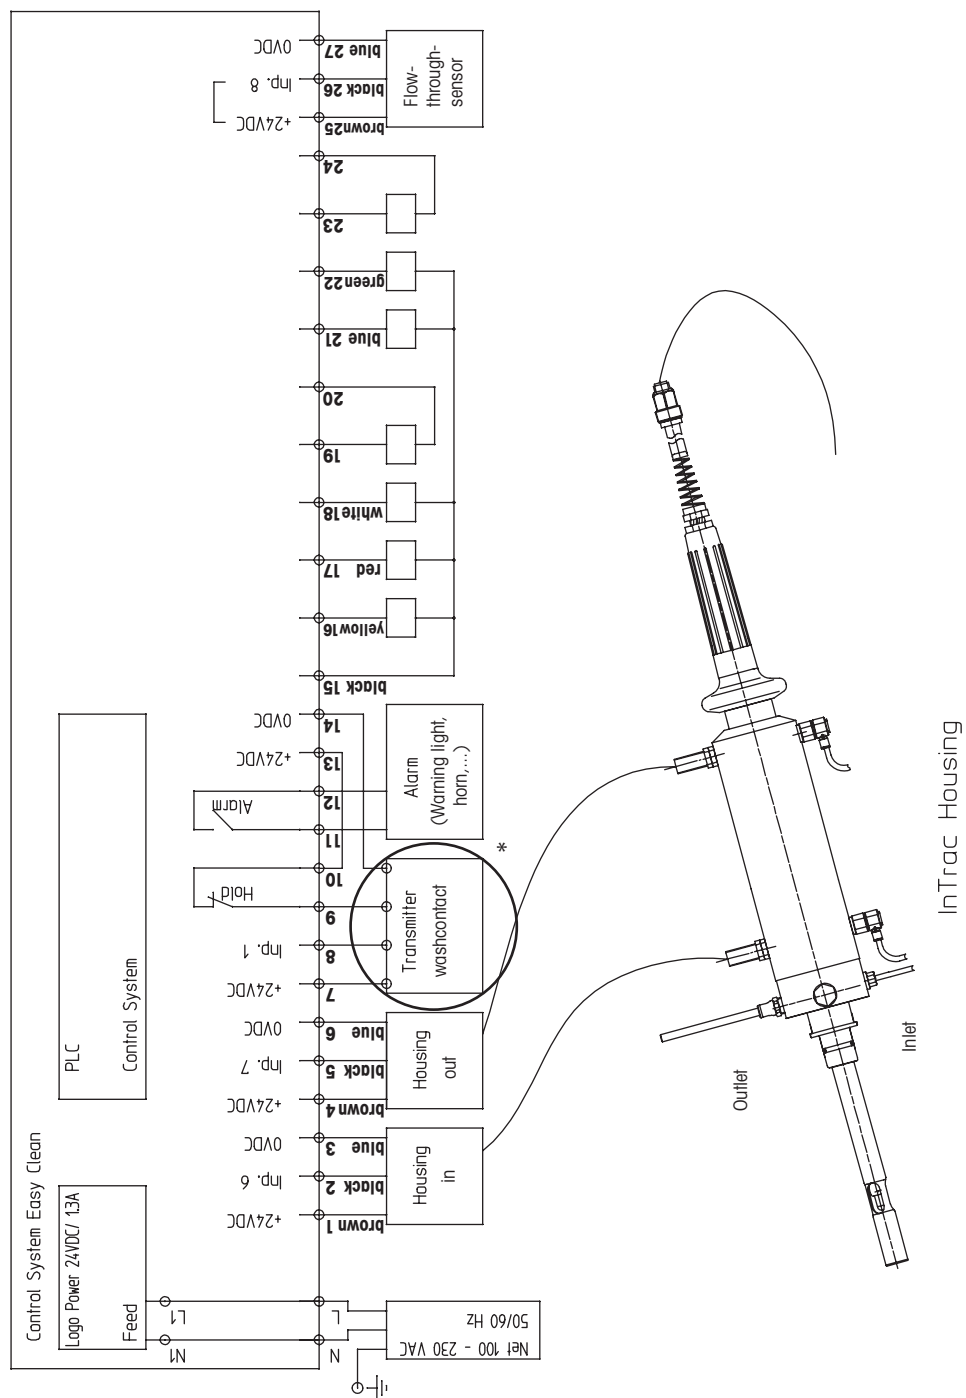 Control System Easy Clean
Logo Power 24VDC/ 1.3A
Feed
PLC
Control System
N1
L1
N
L
Net 100 - 230 VAC
50/60 Hz
+24VDC
brown 1
Inp. 6
black 2
0VDC
blue 3
Housing
in
+24VDC
brown 4
Inp. 7
black 5
0VDC
blue 6
Housing
out
+24VDC
7
Inp. 1
8
Hold
9
10
Transmitter
washcontact
*
Alarm
11
12
+24VDC
13
0VDC
14
Alarm
(Warning light,
horn,...)
black 15
yellow16
red 17
white18
19
20
blue 21
green22
23
24
+24VDC
brown25
Inp. 8
black 26
0VDC
blue 27
Flow-
through-
sensor
Outlet
Inlet
InTrac Housing